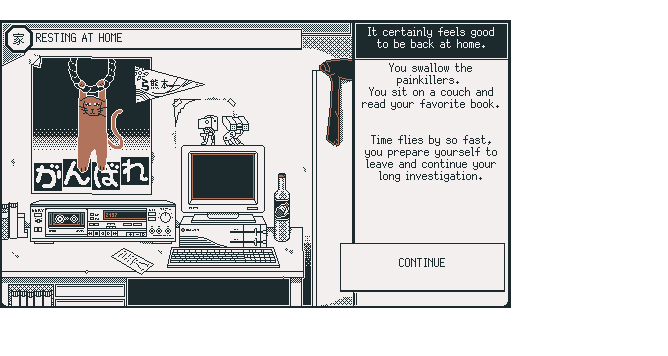 家 RESTING AT HOME
It certainly feels good
to be back at home.
You swallow the
painkillers.
You sit on a couch and
read your favorite book.
熊本
がんばれ
Time flies by so fast,
you prepare yourself to
leave and continue your
long investigation.
CONTINUE